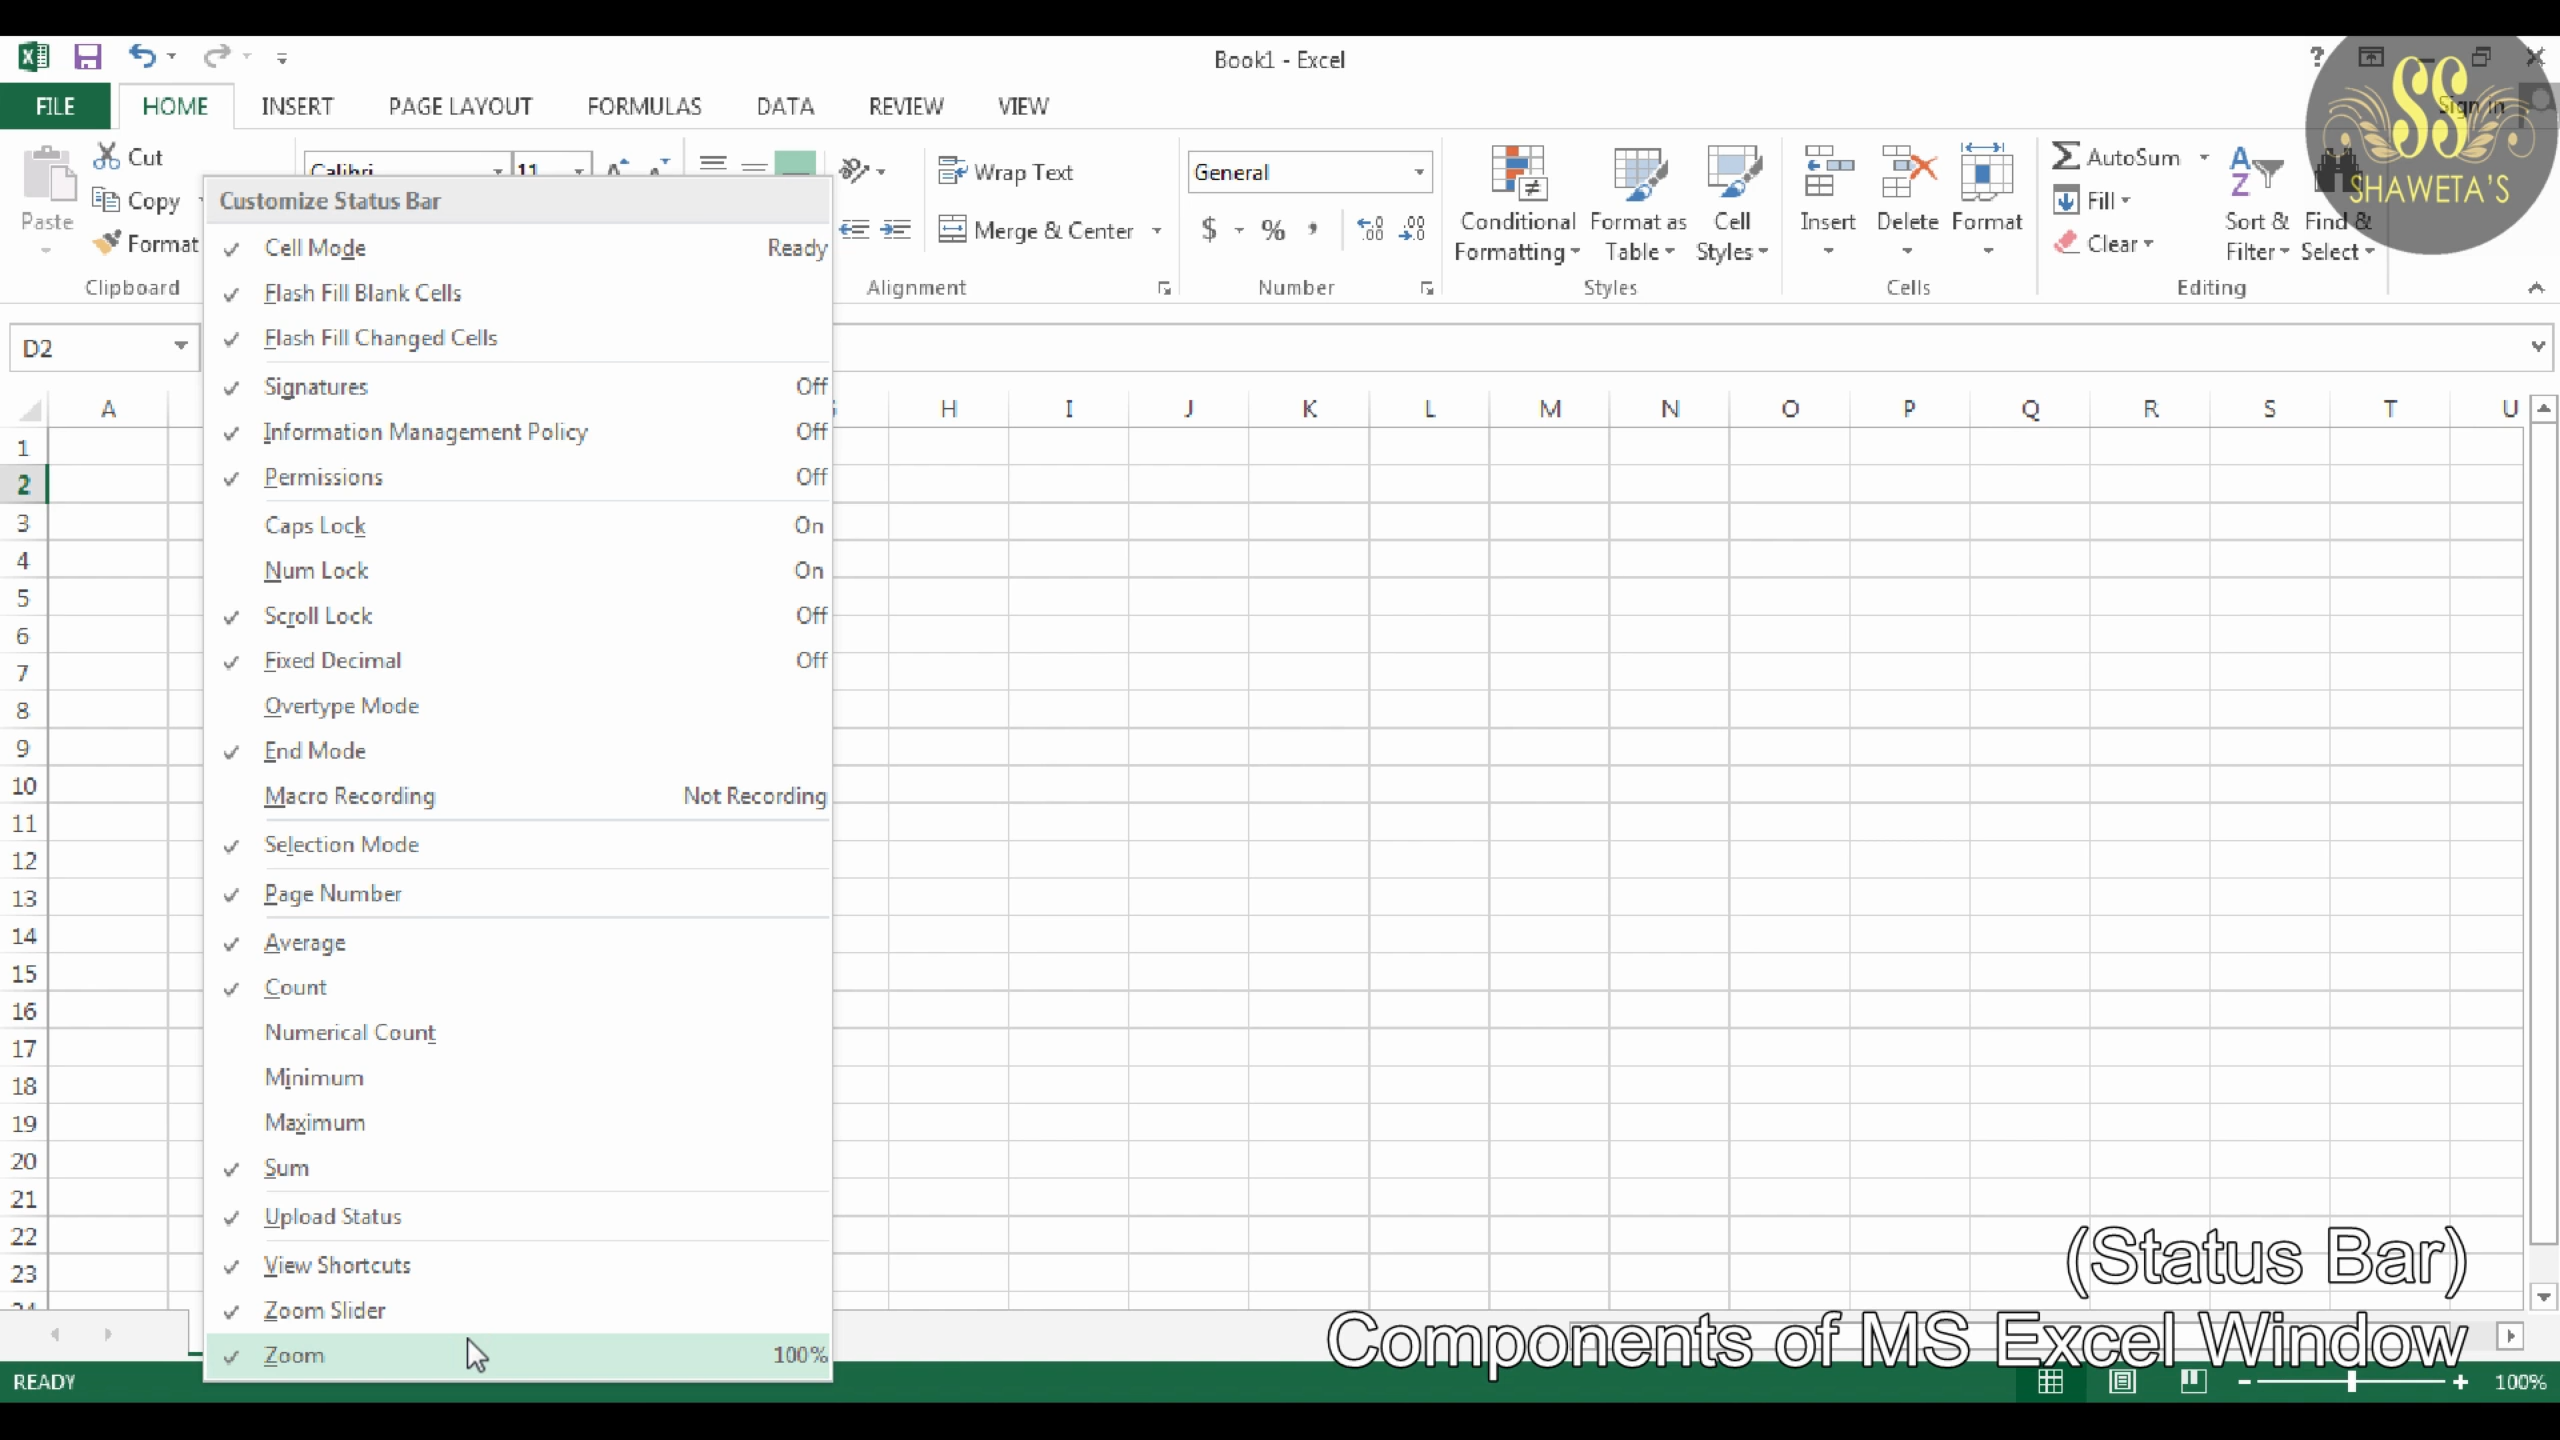 Book1 - Excel
FILE HOME INSERT PAGE LAYOUT FORMULAS DATA REVIEW VIEW Sign in
SS
SHAWETA'S
Cut
Copy
Format
Paste
Clipboard
Calibri 11
Wrap Text
Merge & Center
Alignment
General
$ % ,
Number
Conditional Formatting
Format as Table
Cell Styles
Styles
Insert Delete Format
Cells
AutoSum
Fill
Clear
Sort & Filter
Find & Select
Editing
D2
A H I J K L M N O P Q R S T U
1
2
3
4
5
6
7
8
9
10
11
12
13
14
15
16
17
18
19
20
21
22
23
24
Customize Status Bar
Cell Mode Ready
Flash Fill Blank Cells
Flash Fill Changed Cells
Signatures Off
Information Management Policy Off
Permissions Off
Caps Lock On
Num Lock On
Scroll Lock Off
Fixed Decimal Off
Overtype Mode
End Mode
Macro Recording Not Recording
Selection Mode
Page Number
Average
Count
Numerical Count
Minimum
Maximum
Sum
Upload Status
View Shortcuts
Zoom Slider
Zoom 100%
(Status Bar)
Components of MS Excel Window
READY 100%